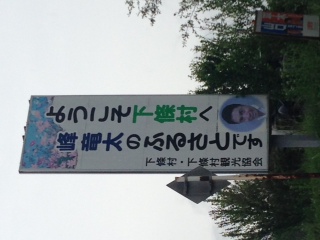 ようこそ下條村へ
峰竜太のふるさとです
下條村・下條村観光協会